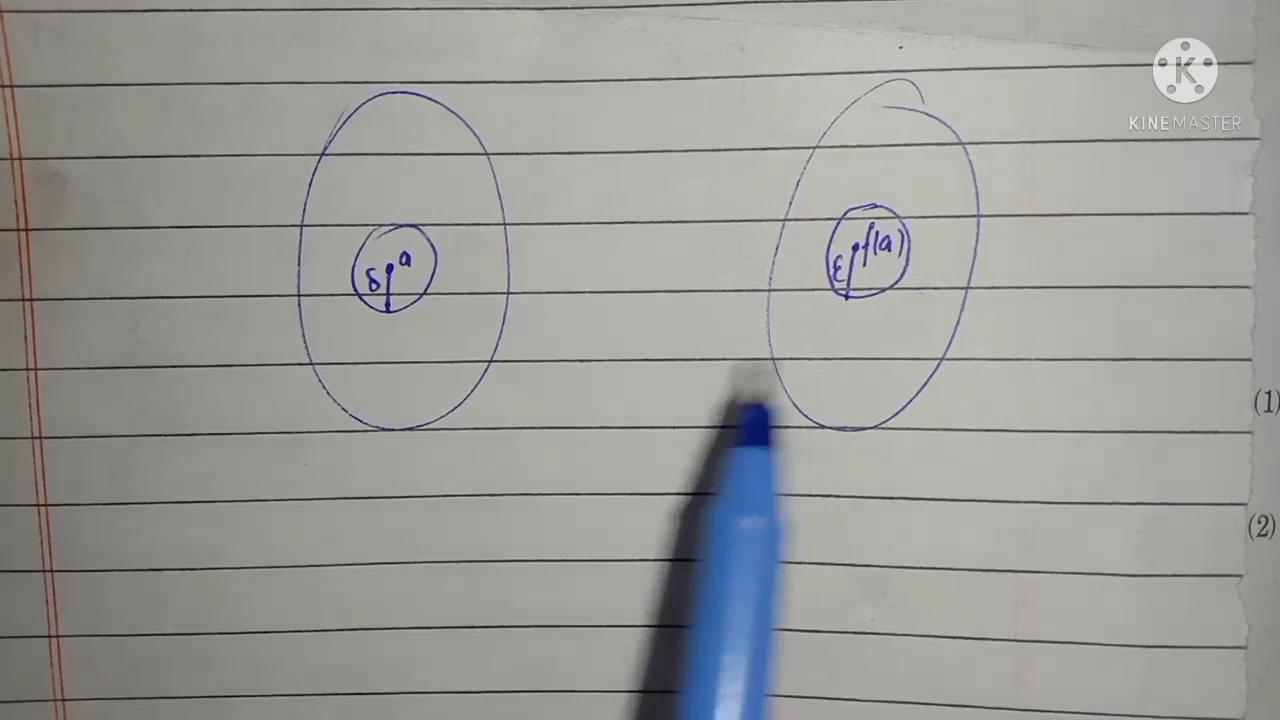 δ a
ε f(a)
K
KINEMASTER
(1)
(2)